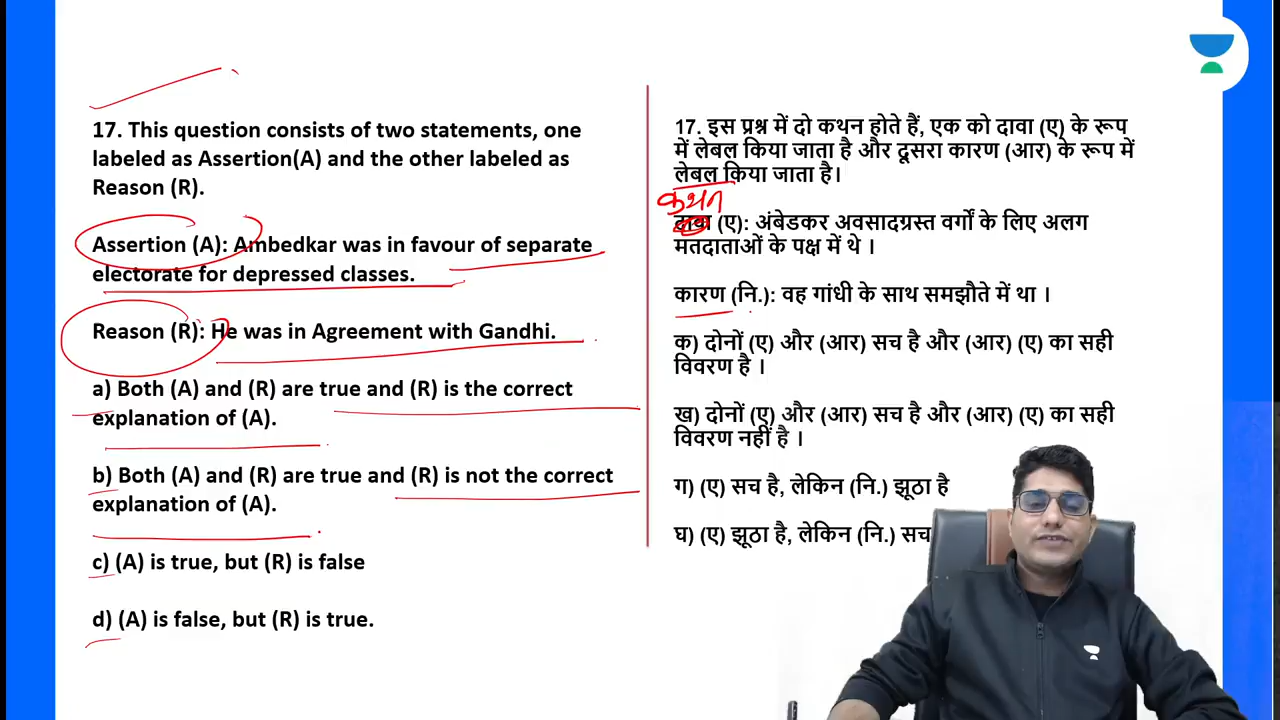 17. This question consists of two statements, one
labeled as Assertion(A) and the other labeled as
Reason (R).
Assertion (A): Ambedkar was in favour of separate
electorate for depressed classes.
Reason (R): He was in Agreement with Gandhi.
a) Both (A) and (R) are true and (R) is the correct
explanation of (A).
b) Both (A) and (R) are true and (R) is not the correct
explanation of (A).
c) (A) is true, but (R) is false
d) (A) is false, but (R) is true.
17. इस प्रश्न में दो कथन होते हैं, एक को दावा (ए) के रूप
में लेबल किया जाता है और दूसरा कारण (आर) के रूप में
लेबल किया जाता है।
कथन
दावा (ए): अंबेडकर अवसादग्रस्त वर्गों के लिए अलग
मतदाताओं के पक्ष में थे ।
कारण (नि.): वह गांधी के साथ समझौते में था ।
क) दोनों (ए) और (आर) सच है और (आर) (ए) का सही
विवरण है ।
ख) दोनों (ए) और (आर) सच है और (आर) (ए) का सही
विवरण नहीं है ।
ग) (ए) सच है, लेकिन (नि.) झूठा है
घ) (ए) झूठा है, लेकिन (नि.) सच